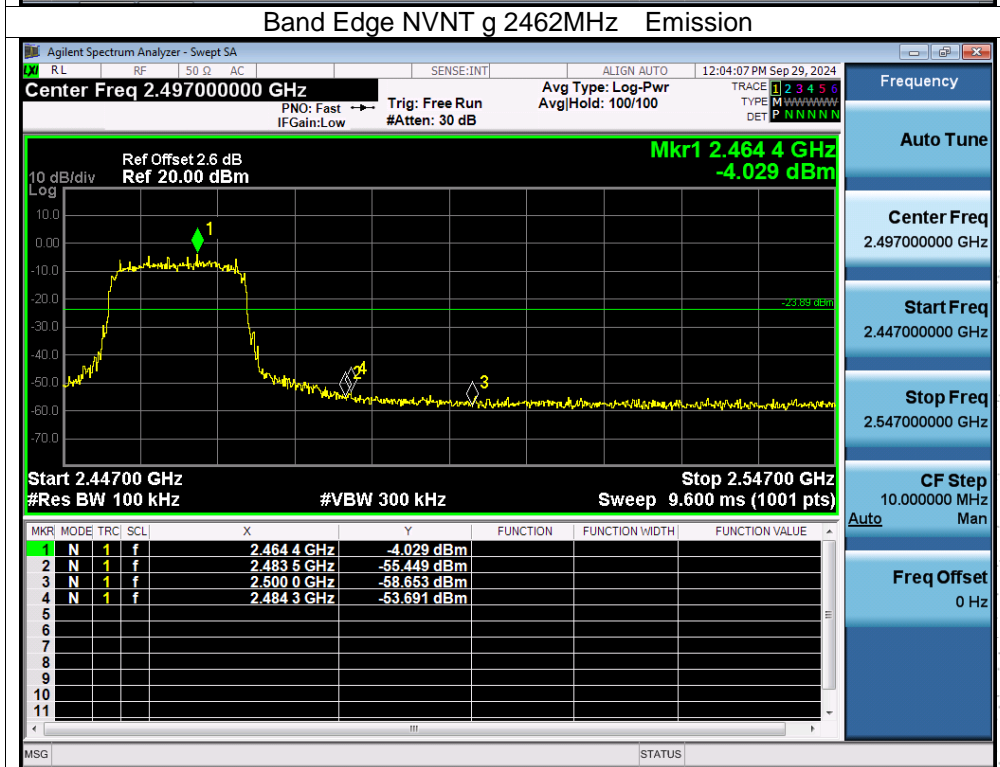 Band Edge NVNT g 2462MHz Emission
Agilent Spectrum Analyzer - Swept SA
LXI RL RF 50 Ω AC SENSE:INT ALIGN AUTO 12:04:07 PM Sep 29, 2024
Center Freq 2.497000000 GHz
PNO: Fast
IFGain:Low
Trig: Free Run
#Atten: 30 dB
Avg Type: Log-Pwr
Avg|Hold: 100/100
TRACE 1 2 3 4 5 6
TYPE M WWWWW
DET P N N N N N
Ref Offset 2.6 dB
10 dB/div Ref 20.00 dBm
Log
Mkr1 2.464 4 GHz
-4.029 dBm
10.0
0.00
-10.0
-20.0
-30.0
-40.0
-50.0
-60.0
-70.0
1
-23.89 dBm
2
4
3
Start 2.44700 GHz Stop 2.54700 GHz
#Res BW 100 kHz #VBW 300 kHz Sweep 9.600 ms (1001 pts)
MKR MODE TRC SCL X Y FUNCTION FUNCTION WIDTH FUNCTION VALUE
1 N 1 f 2.464 4 GHz -4.029 dBm
2 N 1 f 2.483 5 GHz -55.449 dBm
3 N 1 f 2.500 0 GHz -58.653 dBm
4 N 1 f 2.484 3 GHz -53.691 dBm
5
6
7
8
9
10
11
MSG STATUS
Frequency
Auto Tune
Center Freq
2.497000000 GHz
Start Freq
2.447000000 GHz
Stop Freq
2.547000000 GHz
CF Step
10.000000 MHz
Auto Man
Freq Offset
0 Hz